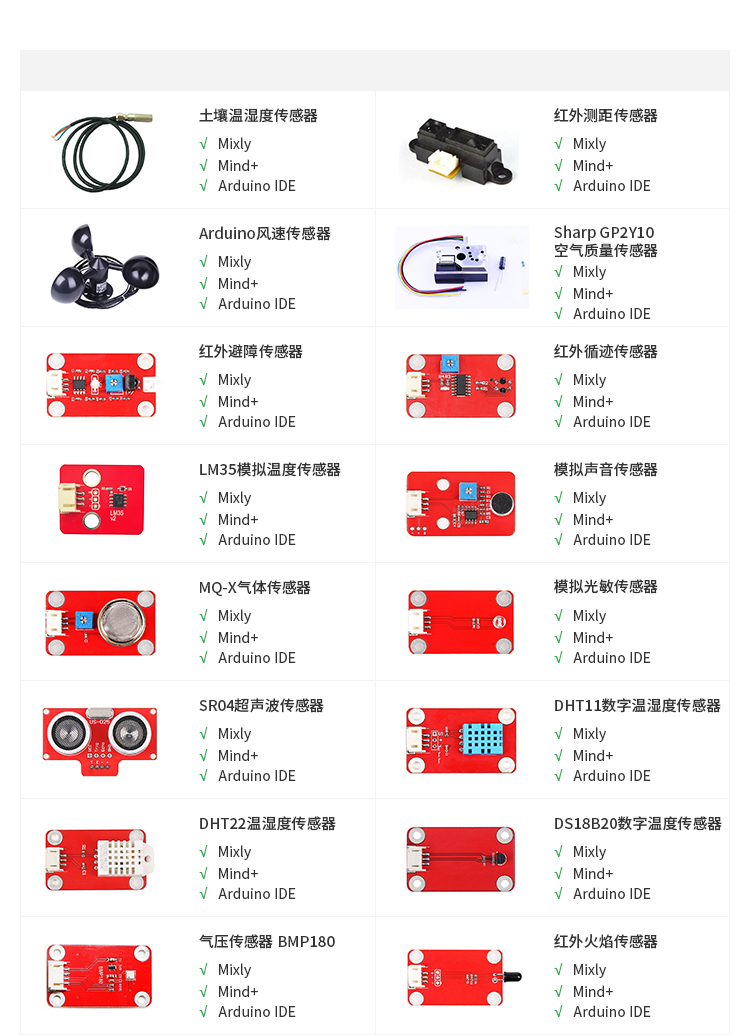 土壤温湿度传感器
√ Mixly
√ Mind+
√ Arduino IDE
红外测距传感器
√ Mixly
√ Mind+
√ Arduino IDE
Arduino风速传感器
√ Mixly
√ Mind+
√ Arduino IDE
Sharp GP2Y10
空气质量传感器
√ Mixly
√ Mind+
√ Arduino IDE
红外避障传感器
√ Mixly
√ Mind+
√ Arduino IDE
红外循迹传感器
√ Mixly
√ Mind+
√ Arduino IDE
LM35
V2
LM35模拟温度传感器
√ Mixly
√ Mind+
√ Arduino IDE
模拟声音传感器
√ Mixly
√ Mind+
√ Arduino IDE
MQ-X气体传感器
√ Mixly
√ Mind+
√ Arduino IDE
模拟光敏传感器
√ Mixly
√ Mind+
√ Arduino IDE
US-025
SR04超声波传感器
√ Mixly
√ Mind+
√ Arduino IDE
DHT11数字温湿度传感器
√ Mixly
√ Mind+
√ Arduino IDE
DHT22温湿度传感器
√ Mixly
√ Mind+
√ Arduino IDE
DS18B20数字温度传感器
√ Mixly
√ Mind+
√ Arduino IDE
BMP180
气压传感器 BMP180
√ Mixly
√ Mind+
√ Arduino IDE
红外火焰传感器
√ Mixly
√ Mind+
√ Arduino IDE